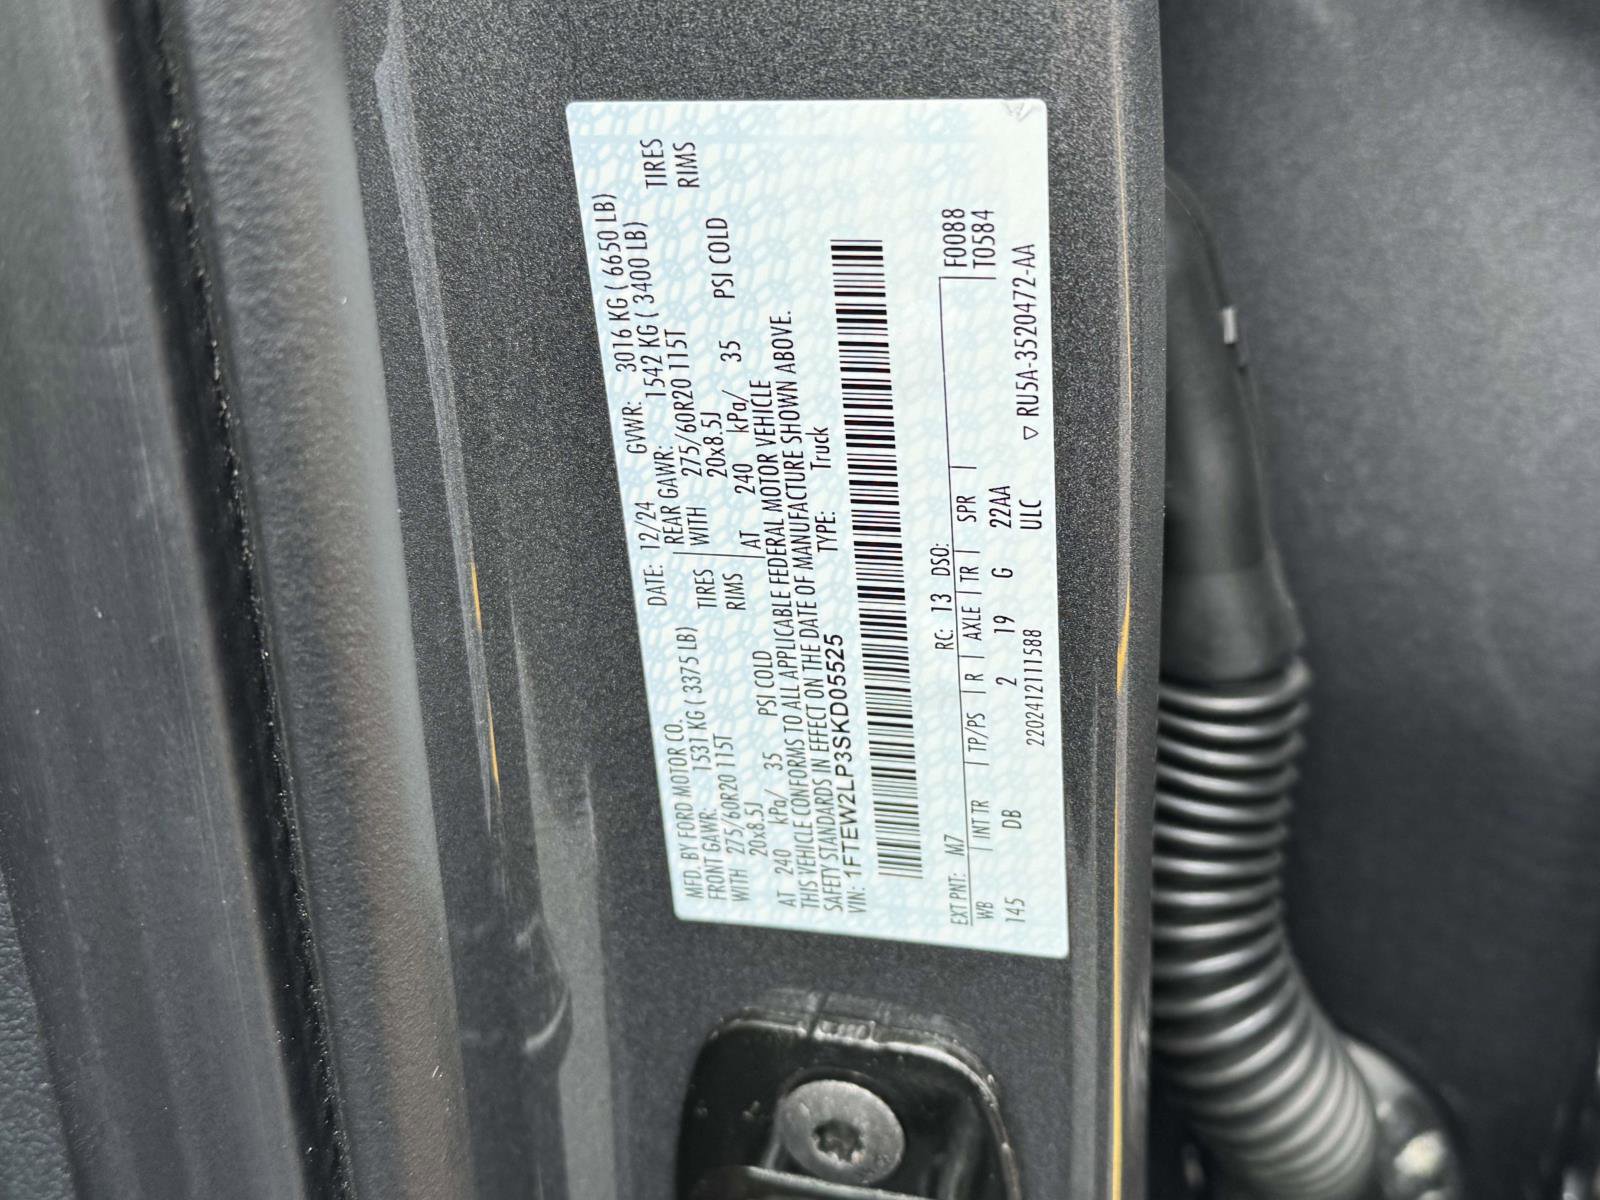 MFD. BY FORD MOTOR CO.
DATE: 12/24 GVWR: 3016 KG ( 6650 LB)
FRONT GAWR: 1531 KG ( 3375 LB) REAR GAWR: 1542 KG ( 3400 LB)
WITH 275/60R20 115T TIRES WITH 275/60R20 115T TIRES
20x8.5J RIMS 20x8.5J RIMS
AT 240 kPa/ 35 PSI COLD AT 240 kPa/ 35 PSI COLD
THIS VEHICLE CONFORMS TO ALL APPLICABLE FEDERAL MOTOR VEHICLE
SAFETY STANDARDS IN EFFECT ON THE DATE OF MANUFACTURE SHOWN ABOVE.
VIN: 1FTEW2LP3SKD05525 TYPE: Truck
F0088
T0584
EXT PNT: M7 RC: 13 DSO:
WB INT TR TP/PS R AXLE TR SPR
145 DB 2 19 G 22AA
ULC
220241211588 ▽ RU5A-3520472-AA